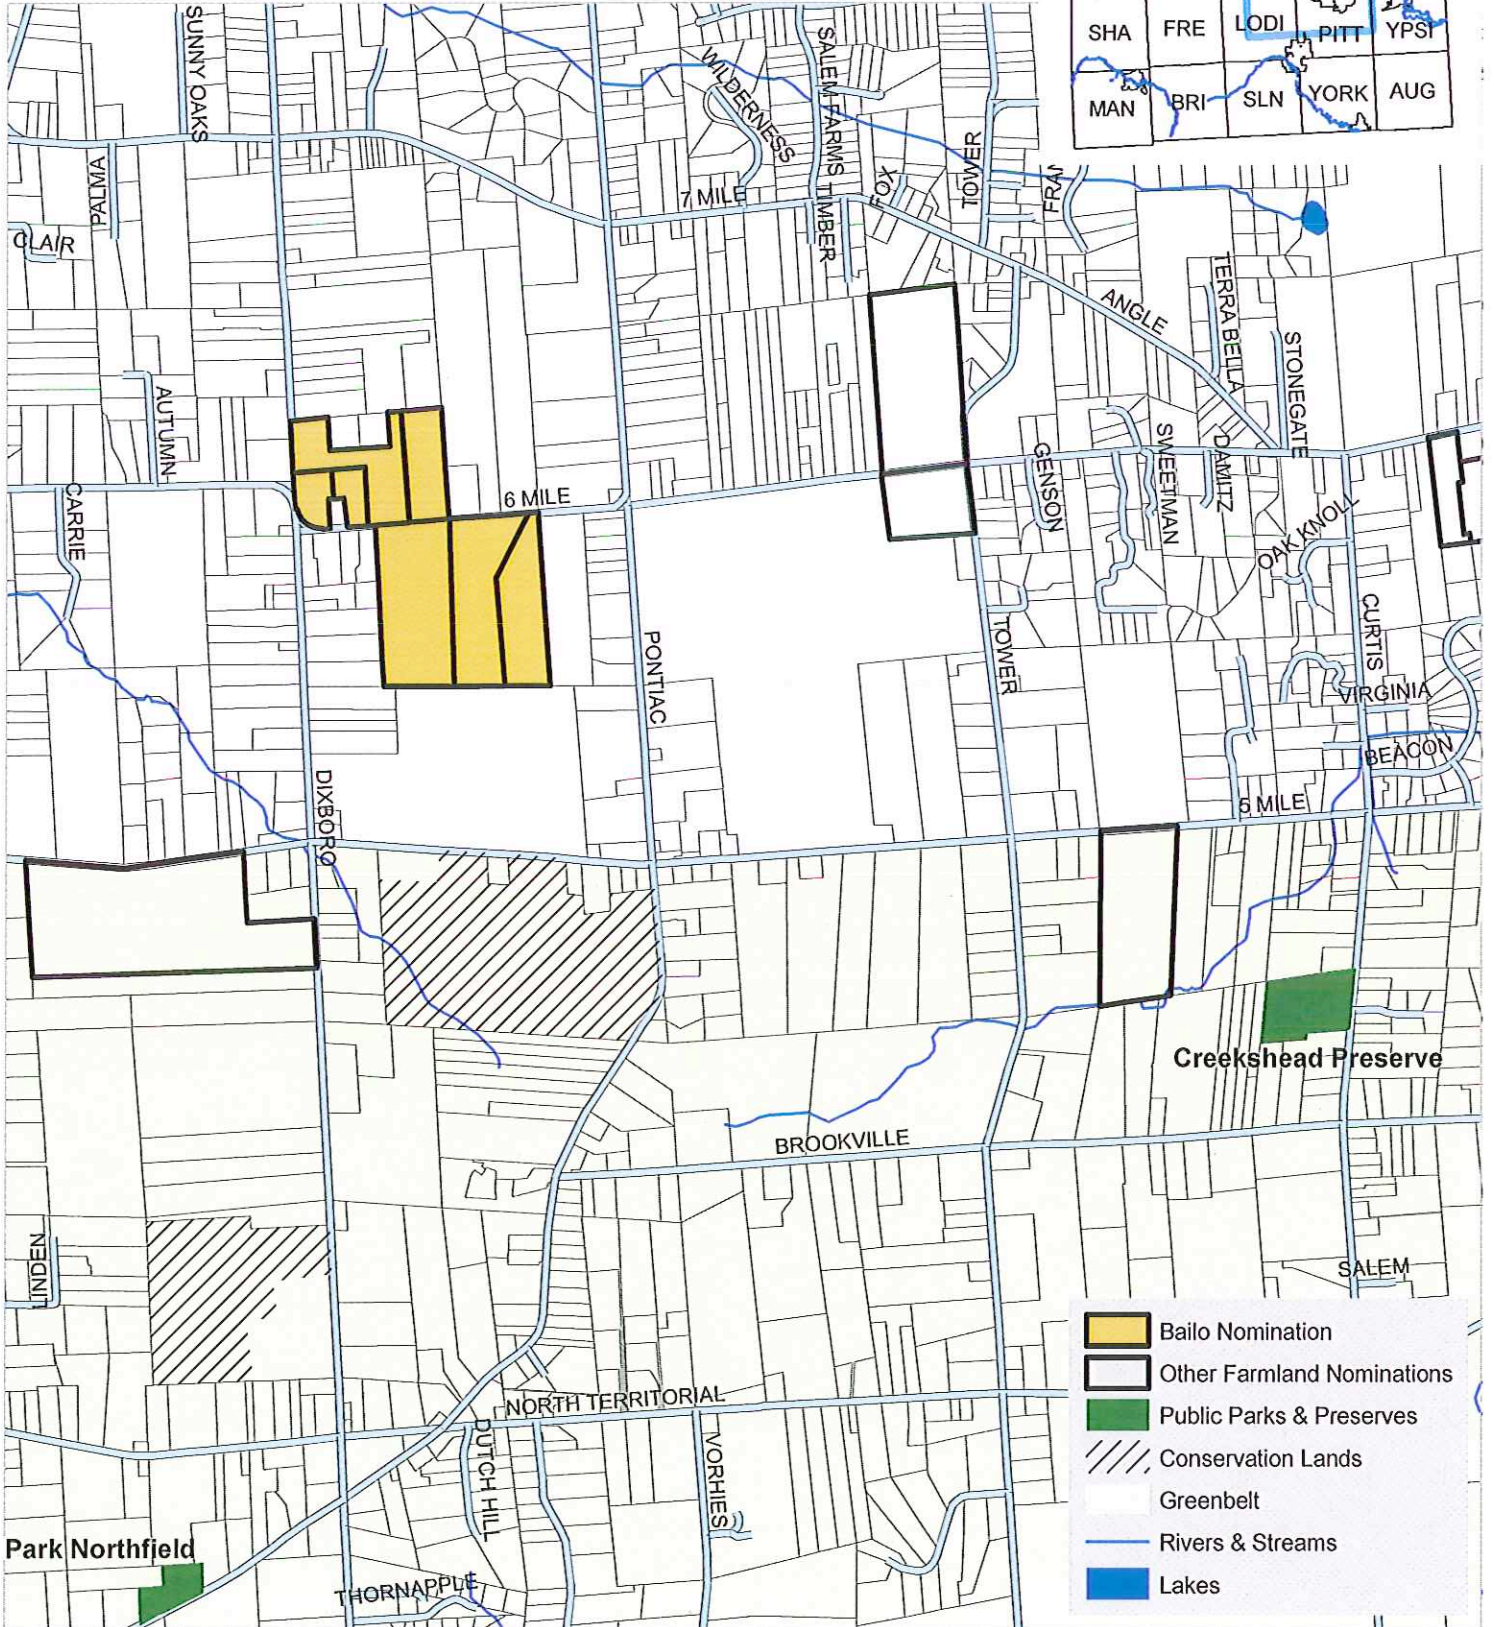 SHA
FRE
LODI
PITT
YPSI
MAN
BRI
SLN
YORK
AUG
SUNNY OAKS
PALMA
CLAIR
WILDERNESS
SALEM FARMS
TIMBER
7 MILE
FOX
TOWER
ANGLE
TERRA BELLA
STONEGATE
AUTUMN
6 MILE
CARRIE
GENSON
SWEETMAN
DAMITZ
OAK KNOLL
CURTIS
PONTIAC
TOWER
VIRGINIA
BEACON
5 MILE
DIXBORO
Creekshead Preserve
BROOKVILLE
LINDEN
SALEM
NORTH TERRITORIAL
DUTCH HILL
VORHIES
Park Northfield
THORNAPPLE
Bailo Nomination
Other Farmland Nominations
Public Parks & Preserves
Conservation Lands
Greenbelt
Rivers & Streams
Lakes